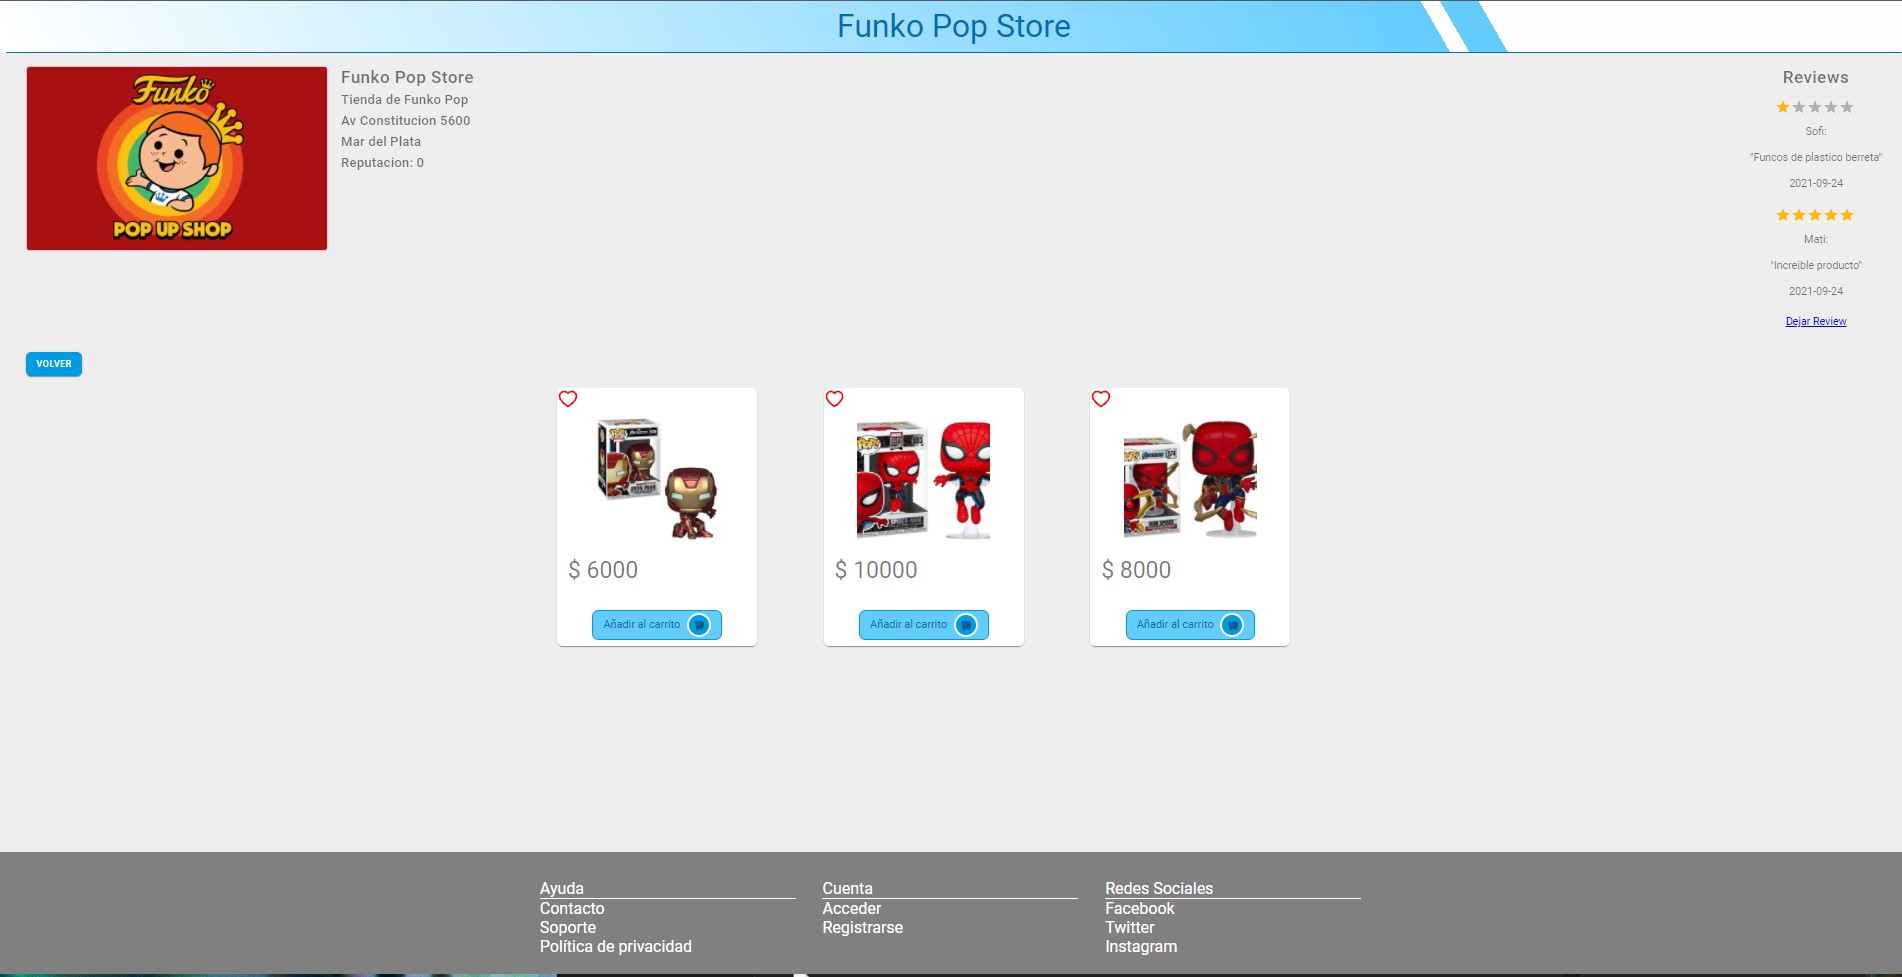 Funko Pop Store
Funko
POP UP SHOP
Funko Pop Store
Tienda de Funko Pop
Av Constitucion 5600
Mar del Plata
Reputacion: 0
Reviews
Sofi:
"Funcos de plastico berreta"
2021-09-24
Mati:
"Increible producto"
2021-09-24
Dejar Review
VOLVER
$ 6000
Añadir al carrito
$ 10000
Añadir al carrito
$ 8000
Añadir al carrito
Ayuda
Contacto
Soporte
Política de privacidad
Cuenta
Acceder
Registrarse
Redes Sociales
Facebook
Twitter
Instagram